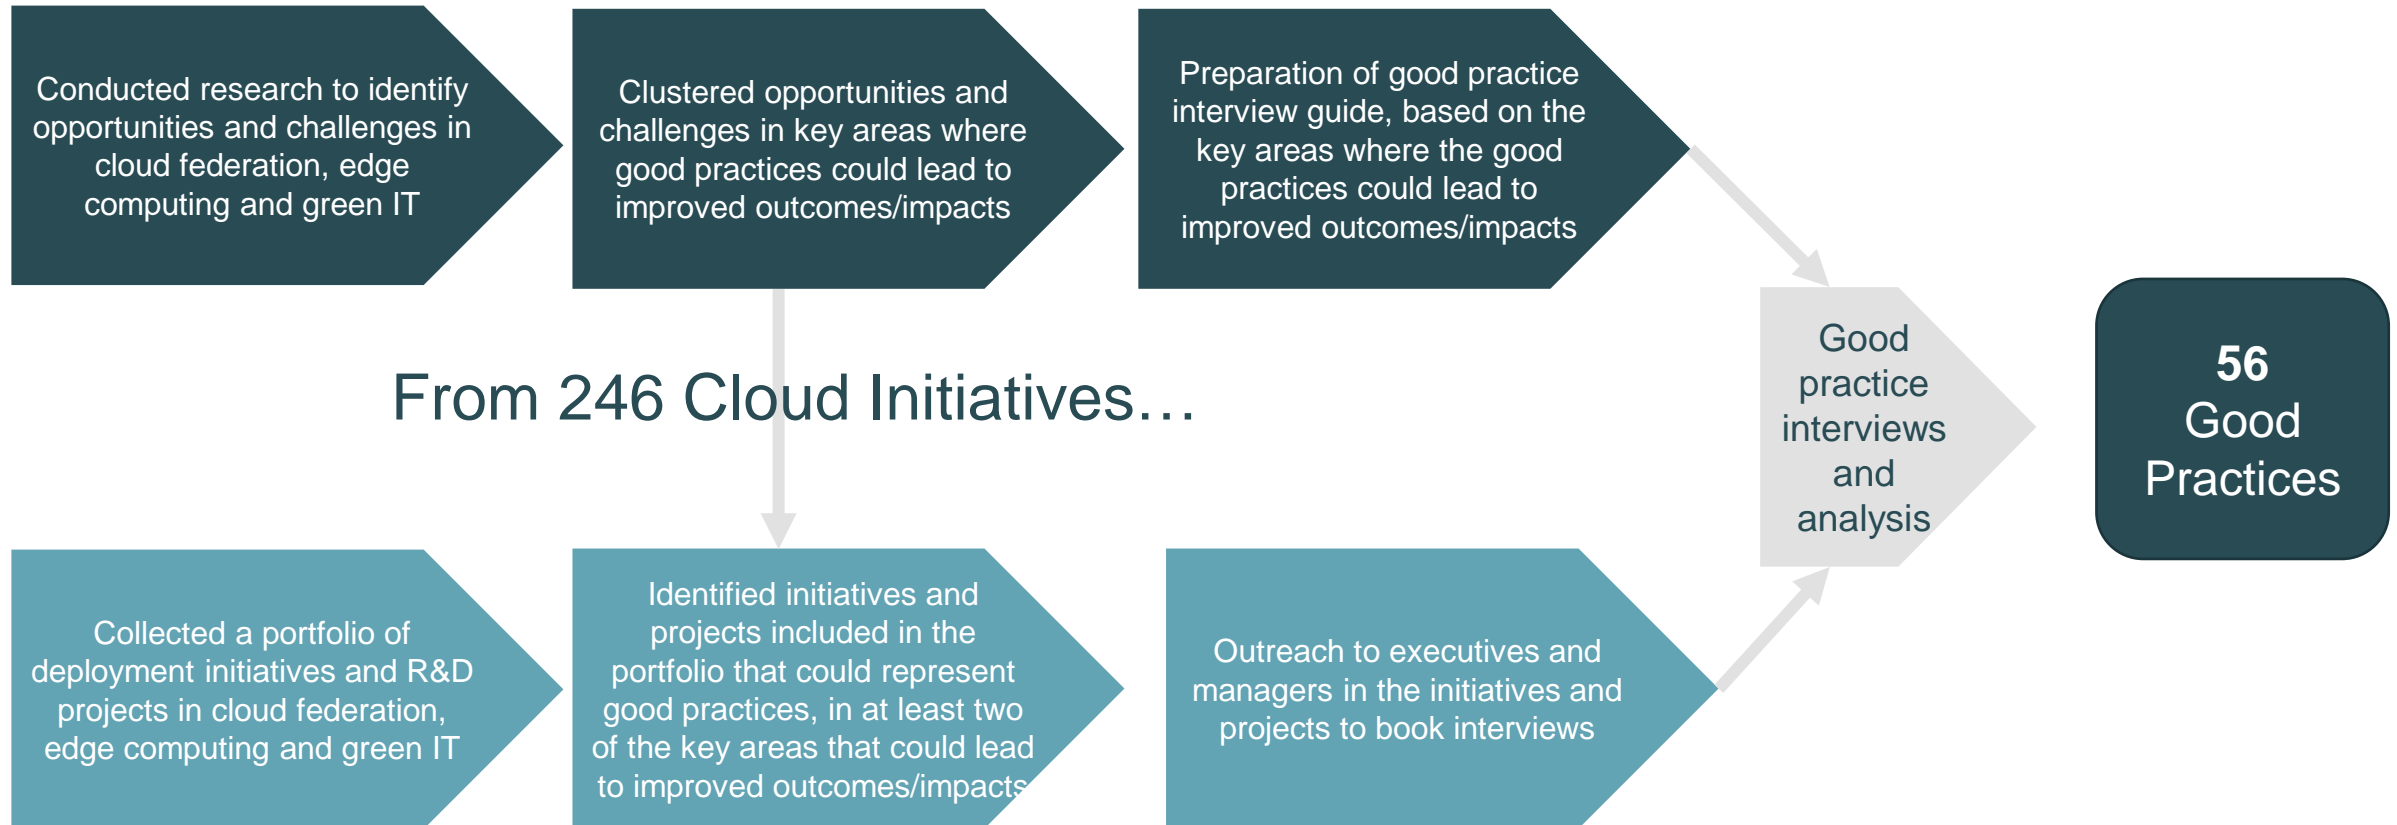 Conducted research to identify
opportunities and challenges in
cloud federation, edge
computing and green IT
Clustered opportunities and
challenges in key areas where
good practices could lead to
improved outcomes/impacts
Preparation of good practice
interview guide, based on the
key areas where the good
practices could lead to
improved outcomes/impacts
From 246 Cloud Initiatives…
Good
practice
interviews
and
analysis
56
Good
Practices
Collected a portfolio of
deployment initiatives and R&D
projects in cloud federation,
edge computing and green IT
Identified initiatives and
projects included in the
portfolio that could represent
good practices, in at least two
of the key areas that could lead
to improved outcomes/impacts
Outreach to executives and
managers in the initiatives and
projects to book interviews